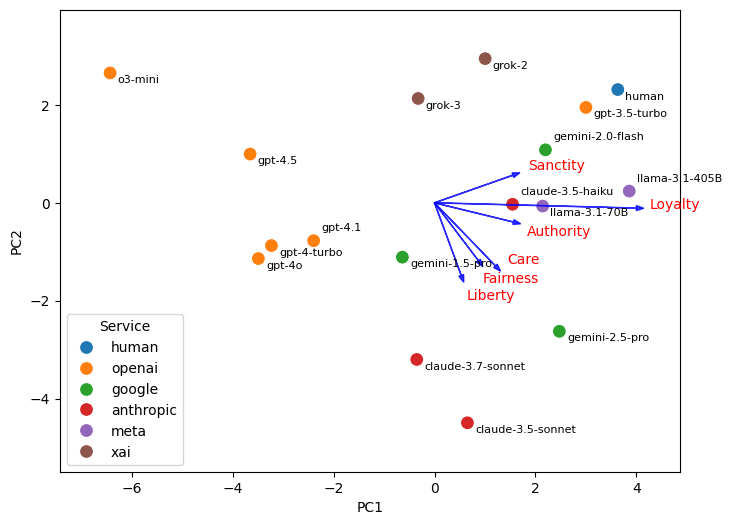 grok-2
o3-mini
human
grok-3
gpt-3.5-turbo
2
gemini-2.0-flash
gpt-4.5
Sanctity
llama-3.1-405B
claude-3.5-haiku
0
Loyalty
llama-3.1-70B
gpt-4.1
Authority
PC2
gpt-4-turbo
Care
gpt-4o
gemini-1.5-pro
Fairness
Liberty
−2
Service
gemini-2.5-pro
human
openai
claude-3.7-sonnet
google
−4
anthropic
claude-3.5-sonnet
meta
xai
−6 −4 −2 0 2 4
PC1